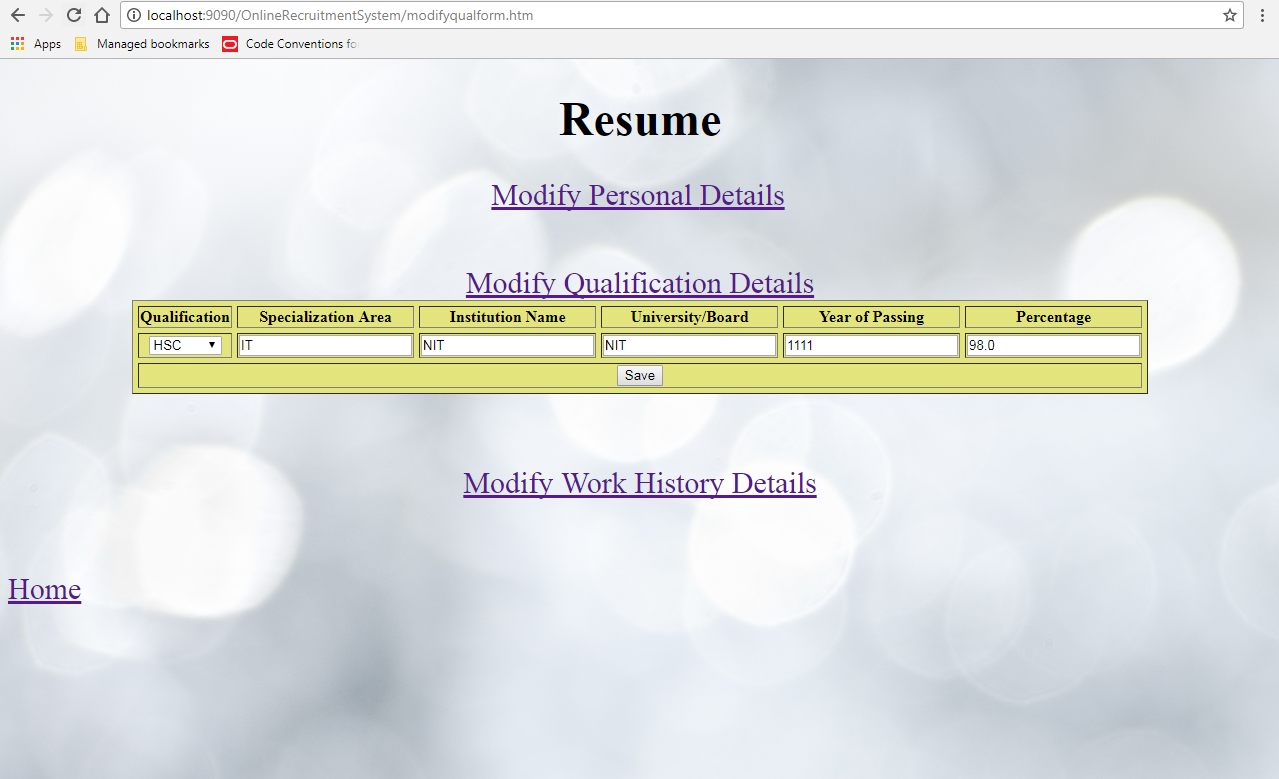 localhost:9090/OnlineRecruitmentSystem/modifyqualform.htm
Apps Managed bookmarks Code Conventions fo
Resume
Modify Personal Details
Modify Qualification Details
Qualification Specialization Area Institution Name University/Board Year of Passing Percentage
HSC IT NIT NIT 1111 98.0
Save
Modify Work History Details
Home